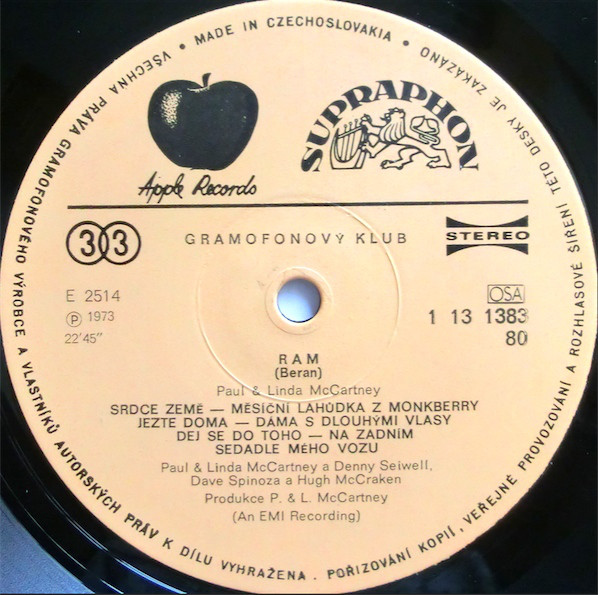 • MADE IN CZECHOSLOVAKIA •
VŠECHNA PRÁVA GRAMOFONOVÉHO VÝROBCE A VLASTNÍKŮ AUTORSKÝCH PRÁV K DÍLU VYHRAŽENA. POŘIZOVÁNÍ KOPIÍ, VEŘEJNÉ PROVOZOVÁNÍ A ROZHLASOVÉ ŠÍŘENÍ TÉTO DESKY JE ZAKÁZÁNO
Apple Records
SUPRAPHON
33
GRAMOFONOVÝ KLUB
STEREO
E 2514
Ⓟ 1973
22'45"
OSA
1 13 1383
80
RAM
(Beran)
Paul & Linda McCartney
SRDCE ZEMĚ — MĚSÍČNÍ LAHŮDKA Z MONKBERRY
JEZTE DOMA — DÁMA S DLOUHÝMI VLASY
DEJ SE DO TOHO — NA ZADNÍM
SEDADLE MÉHO VOZU
Paul & Linda McCartney a Denny Seiwell,
Dave Spinoza a Hugh McCraken
Produkce P. & L. McCartney
(An EMI Recording)